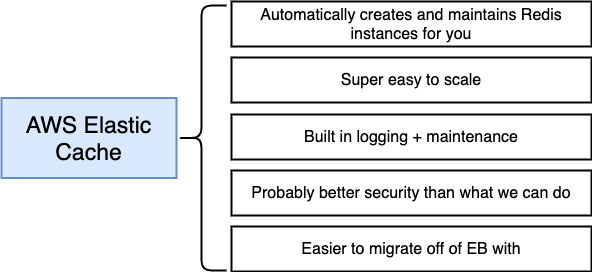 Automatically creates and maintains Redis
instances for you
Super easy to scale
AWS Elastic
Cache
Built in logging + maintenance
Probably better security than what we can do
Easier to migrate off of EB with